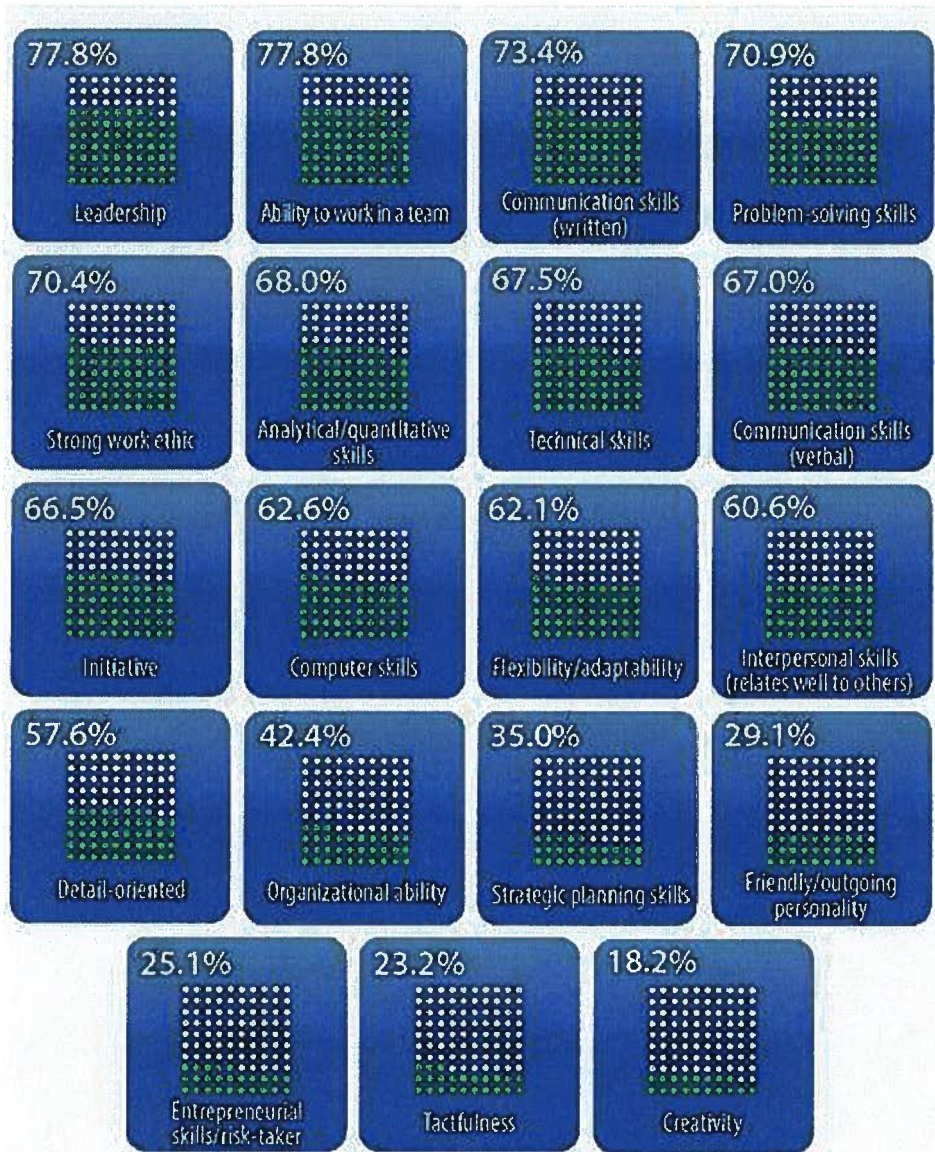 77.8%
Leadership
77.8%
Ability to work in a team
73.4%
Communication skills
(written)
70.9%
Problem-solving skills
70.4%
Strong work ethic
68.0%
Analytical/quantitative
skills
67.5%
Technical skills
67.0%
Communication skills
(verbal)
66.5%
Initiative
62.6%
Computer skills
62.1%
Flexibility/adaptability
60.6%
Interpersonal skills
(relates well to others)
57.6%
Detail-oriented
42.4%
Organizational ability
35.0%
Strategic planning skills
29.1%
Friendly/outgoing
personality
25.1%
Entrepreneurial
skills/risk-taker
23.2%
Tactfulness
18.2%
Creativity